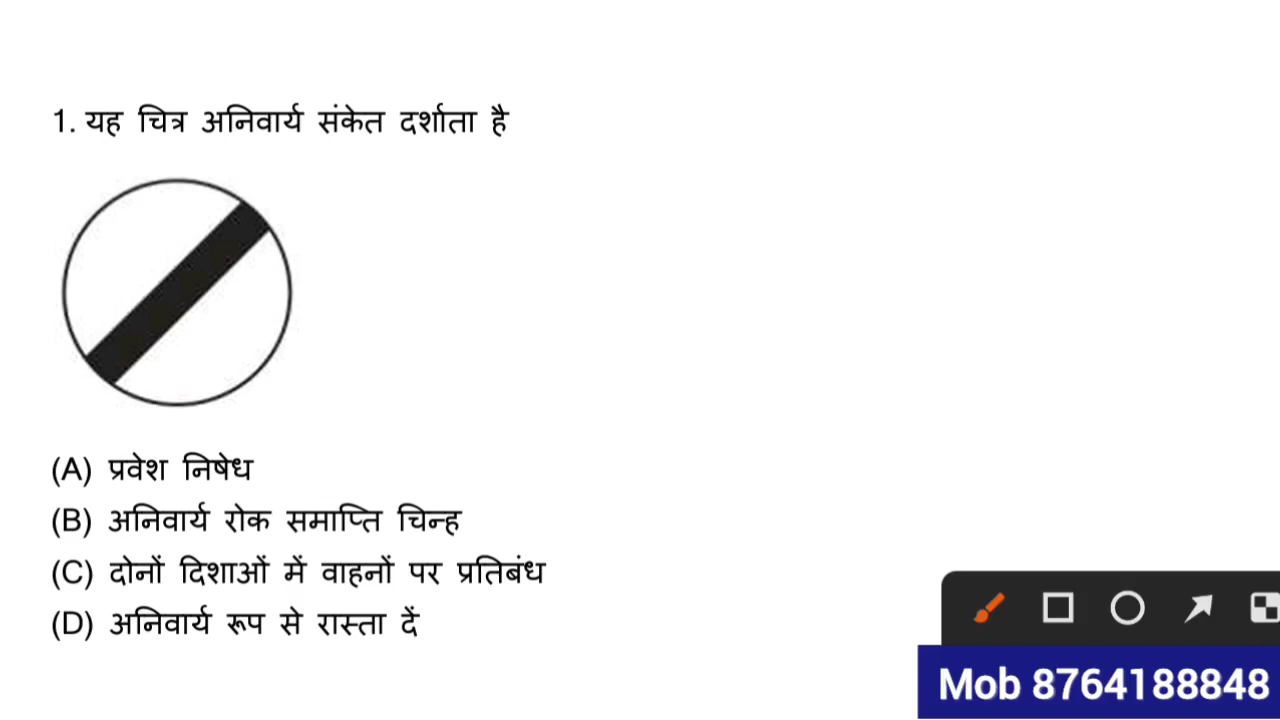 1. यह चित्र अनिवार्य संकेत दर्शाता है
(A) प्रवेश निषेध
(B) अनिवार्य रोक समाप्ति चिन्ह
(C) दोनों दिशाओं में वाहनों पर प्रतिबंध
(D) अनिवार्य रूप से रास्ता दें
Mob 8764188848